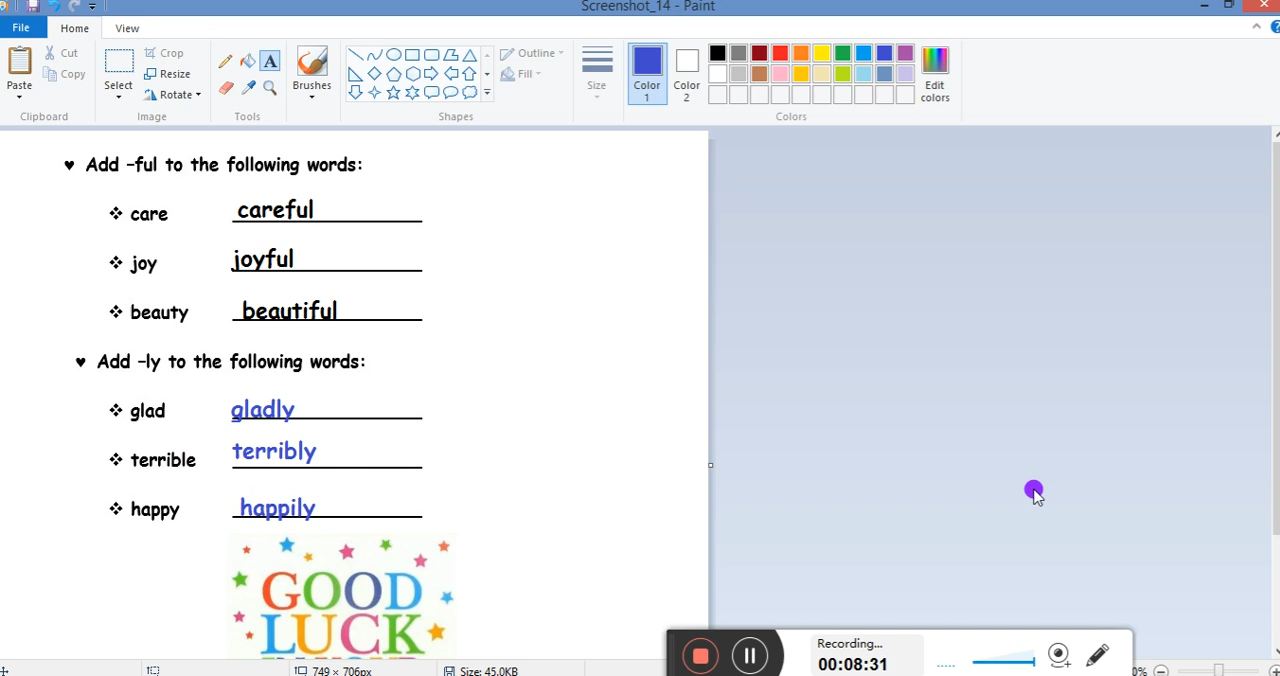 Screenshot_14 - Paint
File Home View
Paste
Cut
Copy
Clipboard
Select
Crop
Resize
Rotate
Image
A
Tools
Brushes
Outline
Fill
Shapes
Size
Color 1
Color 2
Edit colors
Colors
♥ Add –ful to the following words:
❖ care careful
❖ joy joyful
❖ beauty beautiful
♥ Add –ly to the following words:
❖ glad gladly
❖ terrible terribly
❖ happy happily
GOOD
LUCK
Recording...
00:08:31
749 × 706px
Size: 45.0KB